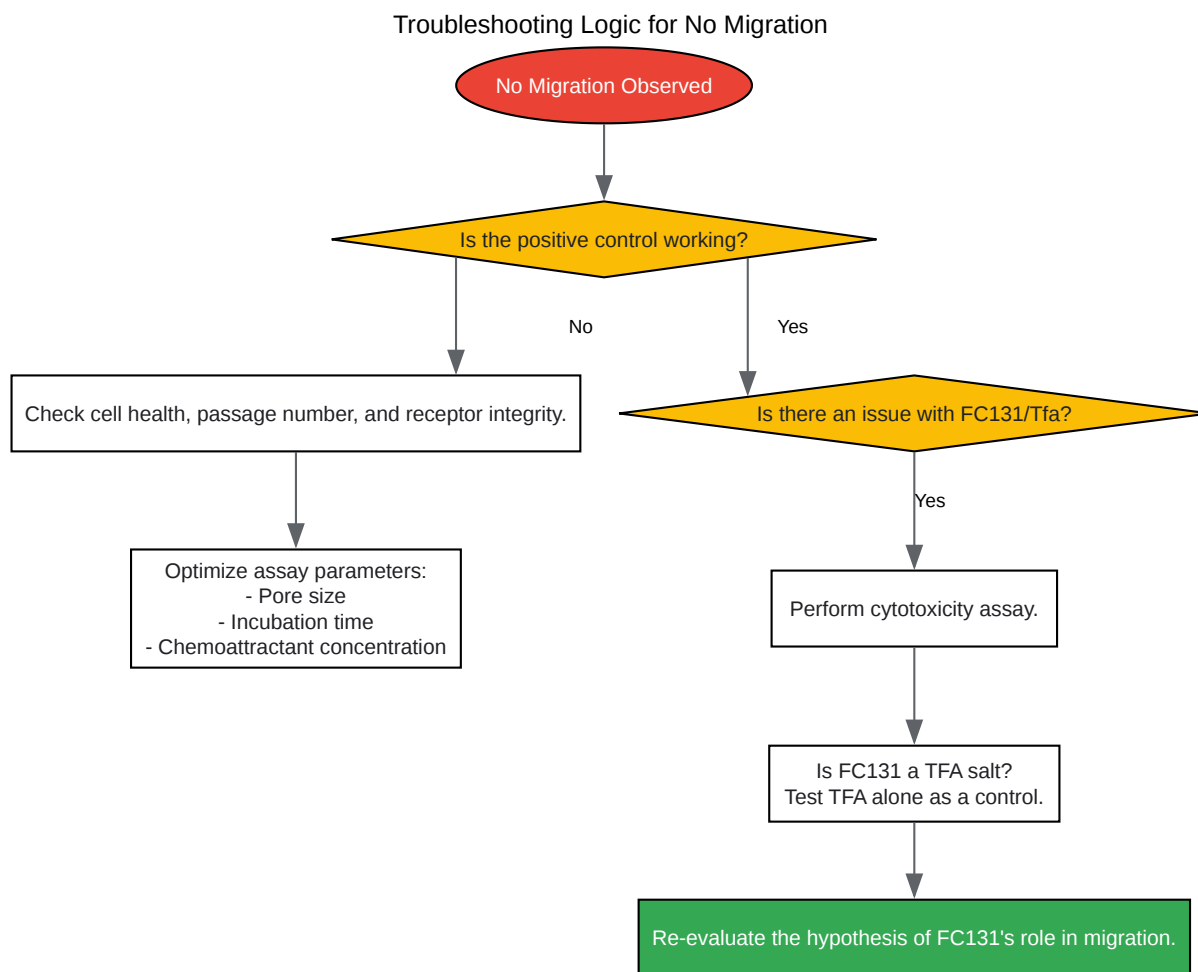 Troubleshooting Logic for No Migration
No Migration Observed
Is the positive control working?
No
Yes
Check cell health, passage number, and receptor integrity.
Is there an issue with FC131/Tfa?
Yes
Optimize assay parameters:
- Pore size
- Incubation time
- Chemoattractant concentration
Perform cytotoxicity assay.
Is FC131 a TFA salt?
Test TFA alone as a control.
Re-evaluate the hypothesis of FC131's role in migration.